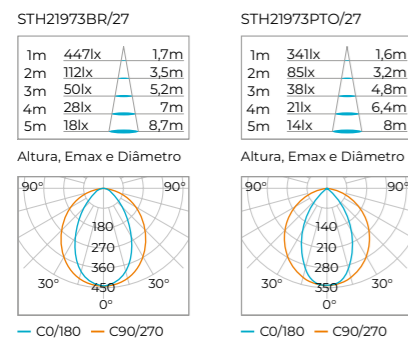 STH21973BR/27
1m 447lx 1,7m
2m 112lx 3,5m
3m 50lx 5,2m
4m 28lx 7m
5m 18lx 8,7m
Altura, Emax e Diâmetro
90° 90°
180
270
360
30° 450 30°
0°
C0/180 C90/270
STH21973PTO/27
1m 341lx 1,6m
2m 85lx 3,2m
3m 38lx 4,8m
4m 21lx 6,4m
5m 14lx 8m
Altura, Emax e Diâmetro
90° 90°
140
210
280
30° 350 30°
0°
C0/180 C90/270